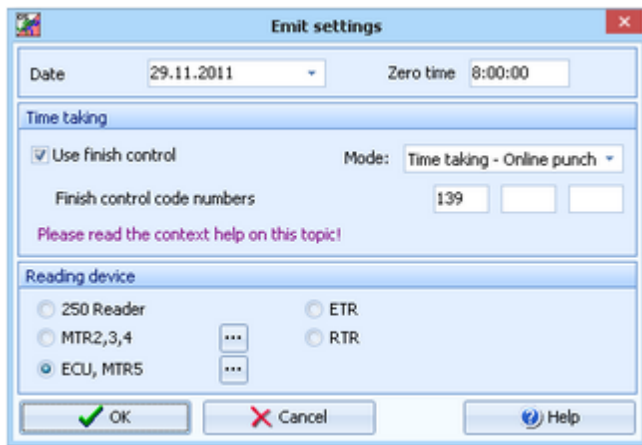 Emit settings
Date 29.11.2011 Zero time 8:00:00
Time taking
Use finish control Mode: Time taking - Online punch
Finish control code numbers 139
Please read the context help on this topic!
Reading device
250 Reader ETR
MTR2,3,4 ... RTR
ECU, MTR5 ...
OK Cancel Help